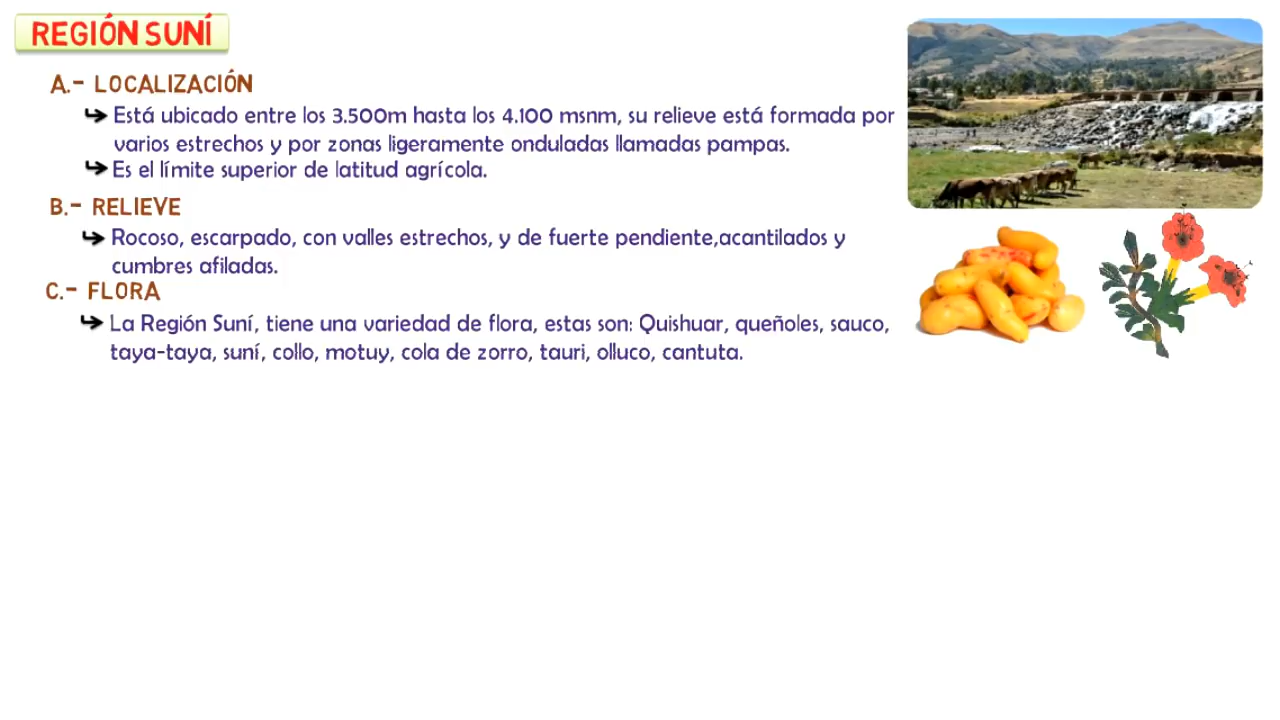 REGIÓN SUNÍ
A.- LOCALIZACIÓN
Está ubicado entre los 3.500m hasta los 4.100 msnm, su relieve está formada por
varios estrechos y por zonas ligeramente onduladas llamadas pampas.
Es el límite superior de latitud agrícola.
B.- RELIEVE
Rocoso, escarpado, con valles estrechos, y de fuerte pendiente,acantilados y
cumbres afiladas.
C.- FLORA
La Región Suní, tiene una variedad de flora, estas son: Quishuar, queñoles, sauco,
taya-taya, suní, collo, motuy, cola de zorro, tauri, olluco, cantuta.